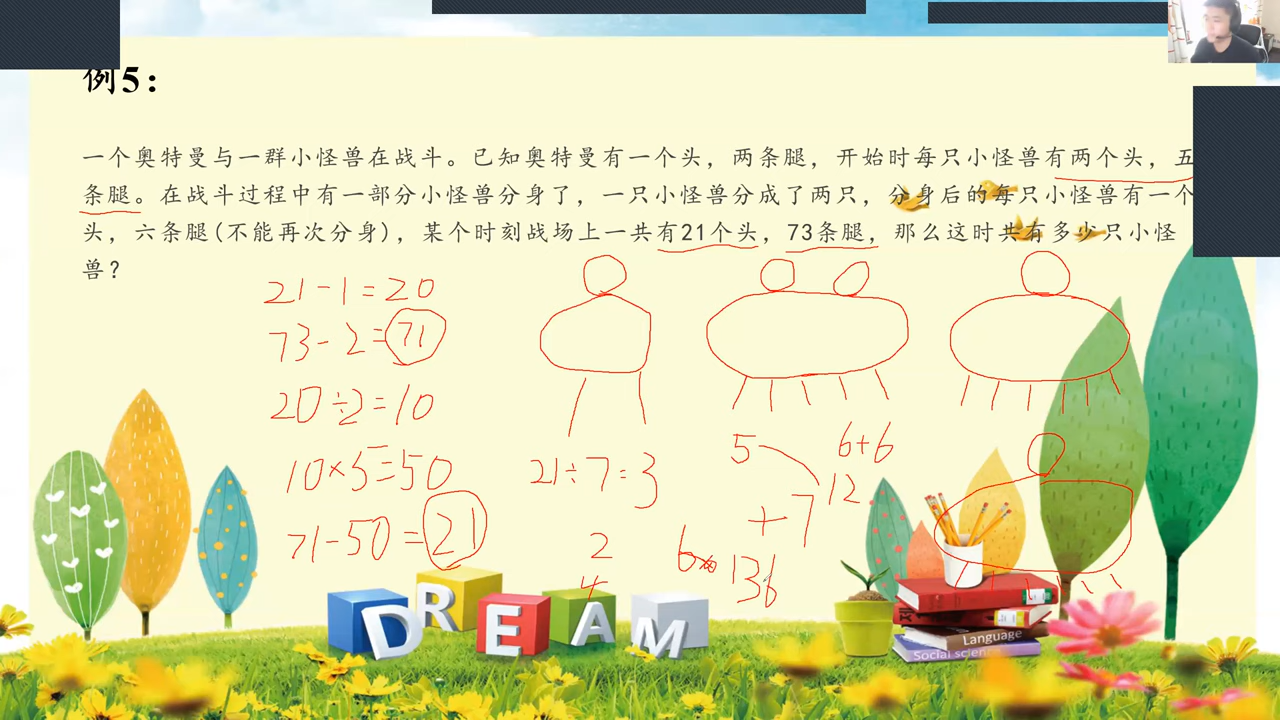 例5：
一个奥特曼与一群小怪兽在战斗。已知奥特曼有一个头，两条腿，开始时每只小怪兽有两个头，五
条腿。在战斗过程中有一部分小怪兽分身了，一只小怪兽分成了两只，分身后的每只小怪兽有一个
头，六条腿(不能再次分身)，某个时刻战场上一共有21个头，73条腿，那么这时共有多少只小怪
兽？
21-1=20
73-2=71
20÷2=10
10×5=50
71-50=21
21÷7=3
5
6+6
12
+7
2
4
6
136
DREAM
Language
Social scien